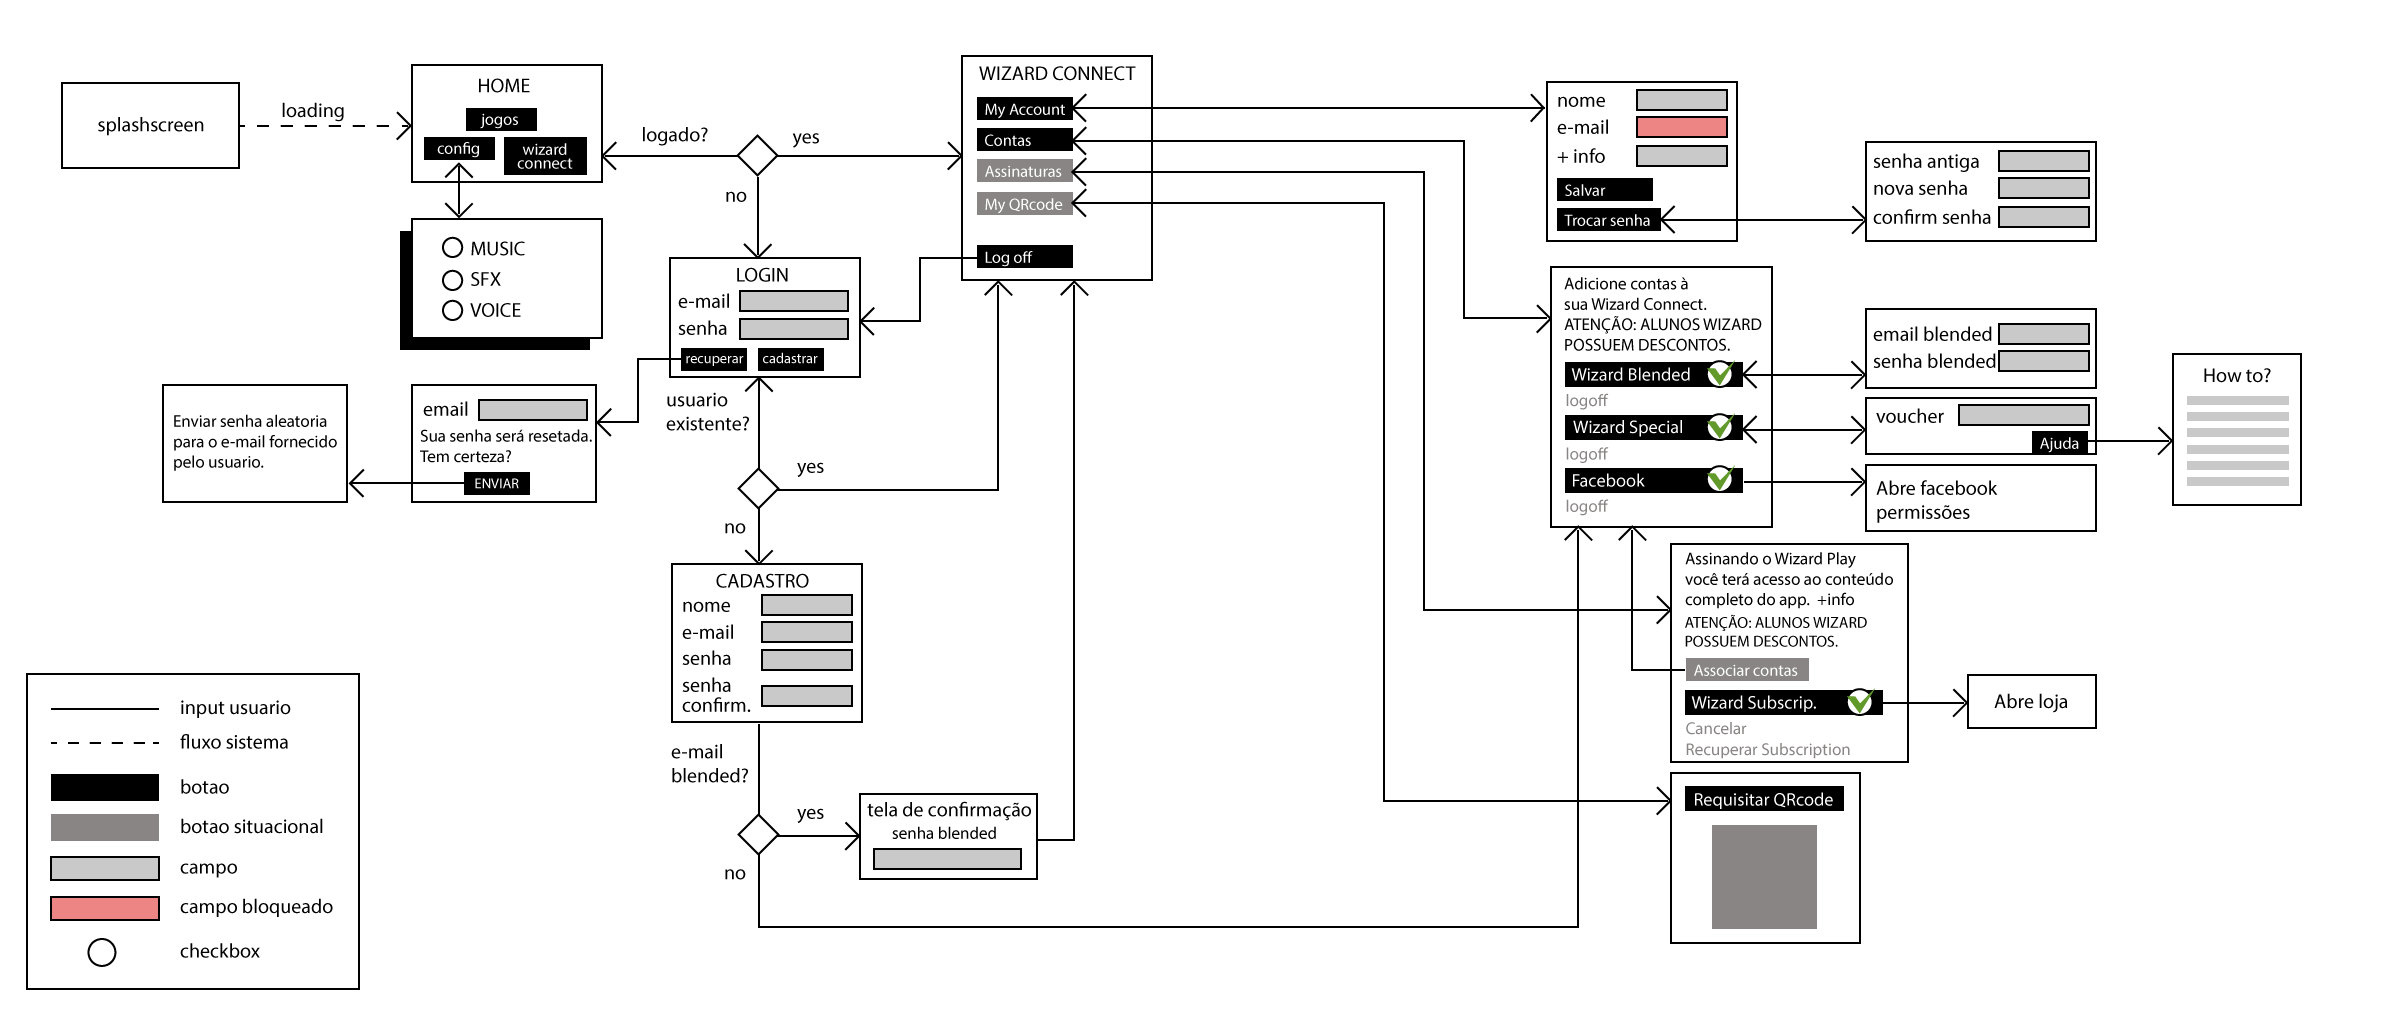 splashscreen
loading
HOME
jogos
config
wizard
connect
MUSIC
SFX
VOICE
logado?
yes
no
WIZARD CONNECT
My Account
Contas
Assinaturas
My QRcode
Log off
LOGIN
e-mail
senha
recuperar
cadastrar
email
Sua senha será resetada.
Tem certeza?
ENVIAR
Enviar senha aleatoria
para o e-mail fornecido
pelo usuario.
usuario
existente?
yes
no
CADASTRO
nome
e-mail
senha
senha
confirm.
e-mail
blended?
yes
no
tela de confirmação
senha blended
nome
e-mail
+ info
Salvar
Trocar senha
senha antiga
nova senha
confirm senha
Adicione contas à
sua Wizard Connect.
ATENÇÃO: ALUNOS WIZARD
POSSUEM DESCONTOS.
Wizard Blended
logoff
Wizard Special
logoff
Facebook
logoff
email blended
senha blended
voucher
Ajuda
How to?
Abre facebook
permissões
Assinando o Wizard Play
você terá acesso ao conteúdo
completo do app. +info
ATENÇÃO: ALUNOS WIZARD
POSSUEM DESCONTOS.
Associar contas
Wizard Subscrip.
Cancelar
Recuperar Subscription
Abre loja
Requisitar QRcode
input usuario
fluxo sistema
botao
botao situacional
campo
campo bloqueado
checkbox